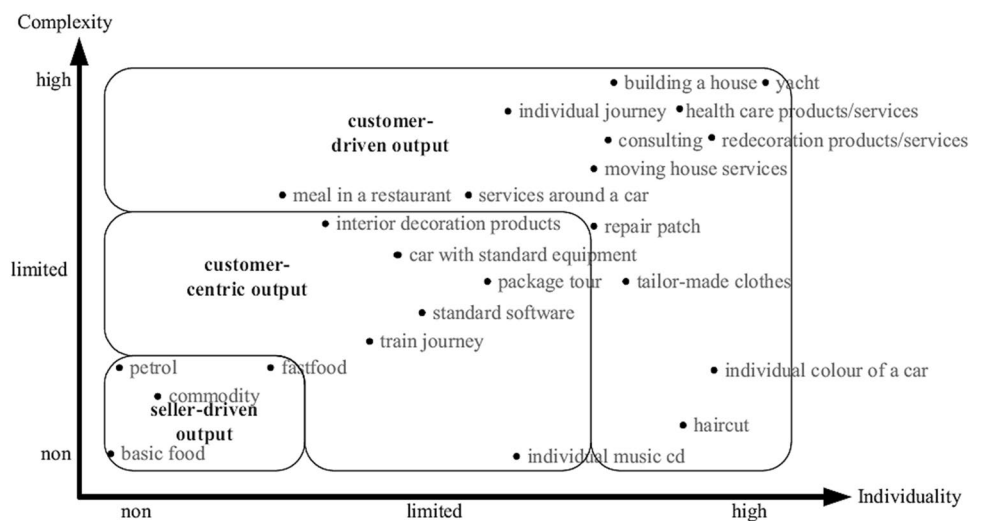 Complexity
high
building a house
yacht
individual journey
health care products/services
customer-
driven output
consulting
redecoration products/services
moving house services
meal in a restaurant
services around a car
interior decoration products
repair patch
limited
customer-
centric output
car with standard equipment
package tour
tailor-made clothes
standard software
train journey
petrol
fastfood
individual colour of a car
commodity
seller-driven
output
haircut
non
basic food
individual music cd
Individuality
non
limited
high